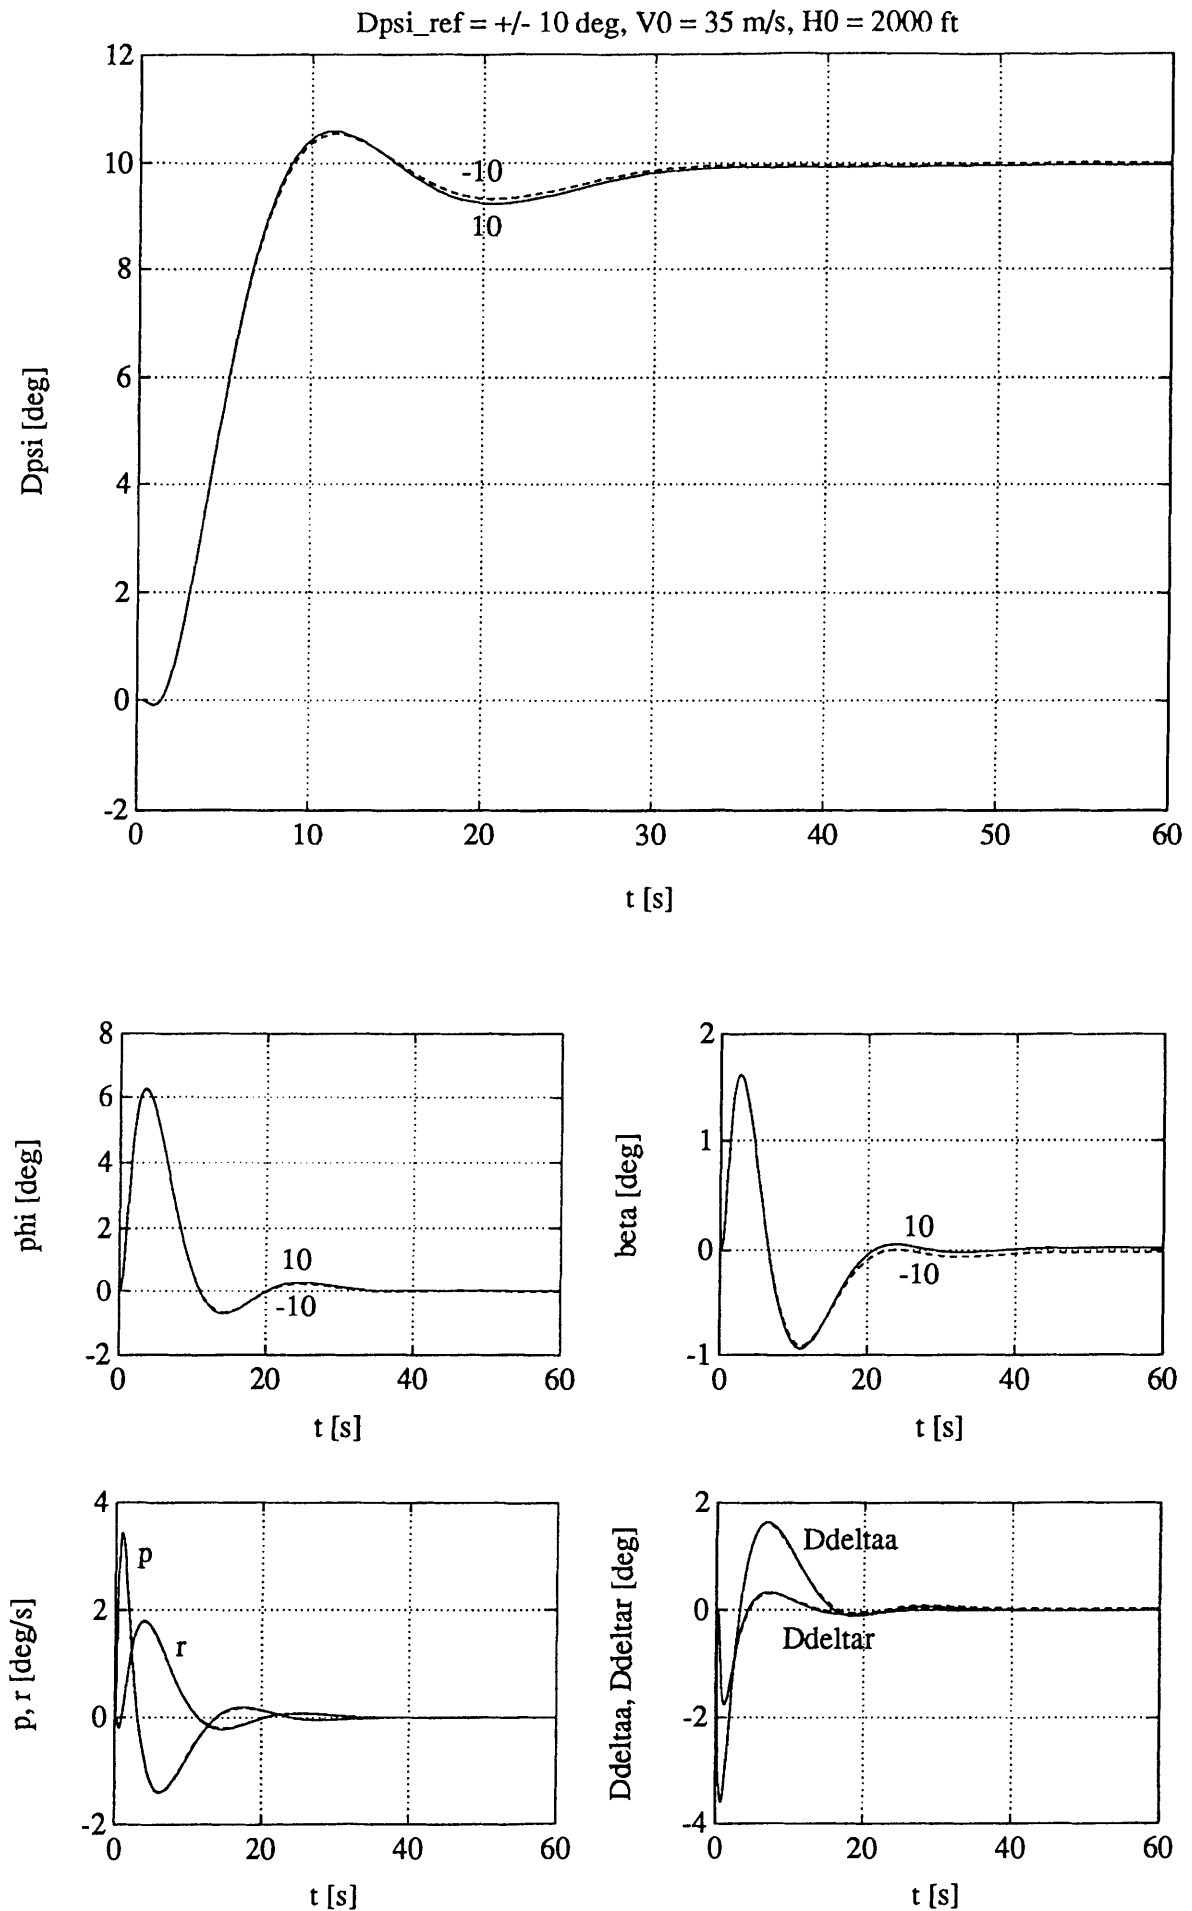 Dpsi_ref = +/- 10 deg, V0 = 35 m/s, H0 = 2000 ft
12
10
8
6
4
2
0
-2
Dpsi [deg]
-10
10
0 10 20 30 40 50 60
t [s]
8
6
4
2
0
-2
phi [deg]
10
-10
0 20 40 60
t [s]
2
1
0
-1
beta [deg]
10
-10
0 20 40 60
t [s]
4
2
0
-2
p, r [deg/s]
p
r
0 20 40 60
t [s]
2
0
-2
-4
Ddeltaa, Ddeltar [deg]
Ddeltaa
Ddeltar
0 20 40 60
t [s]